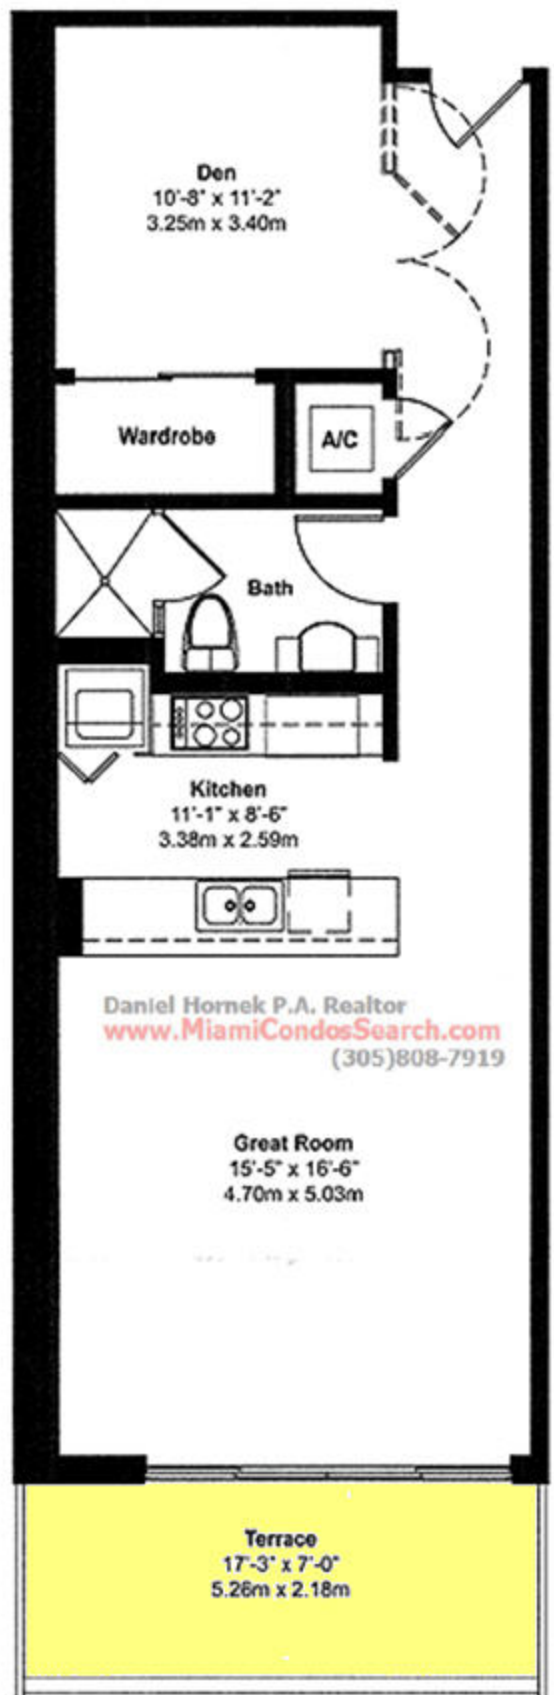 Den
10'-8" x 11'-2"
3.25m x 3.40m
Wardrobe
A/C
Bath
Kitchen
11'-1" x 8'-6"
3.38m x 2.59m
Daniel Hornek P.A. Realtor
www.MiamiCondosSearch.com
(305)808-7919
Great Room
15'-5" x 16'-6"
4.70m x 5.03m
Terrace
17'-3" x 7'-0"
5.26m x 2.18m